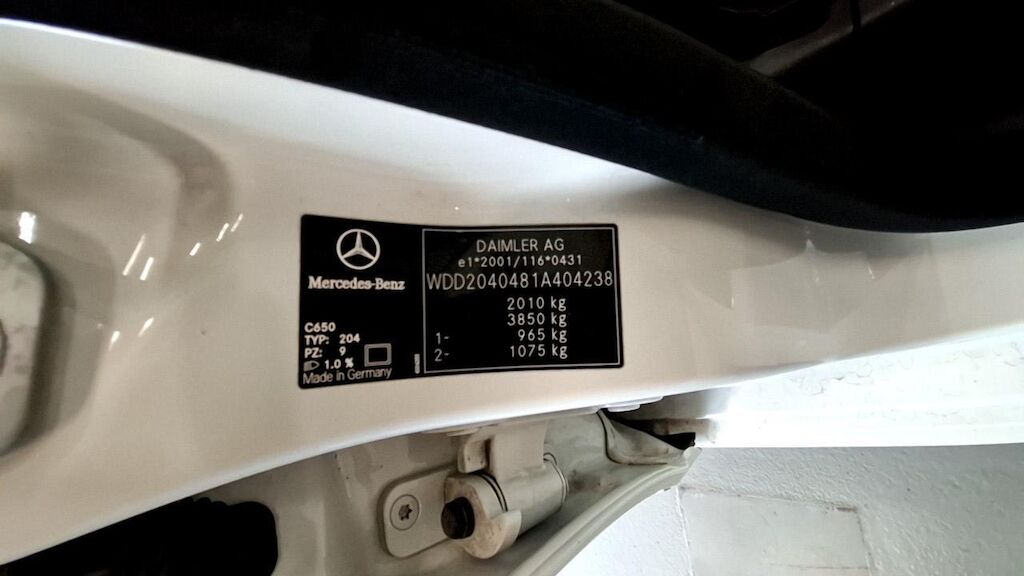 Mercedes-Benz
C650
TYP: 204
PZ: 9
1.0 %
Made in Germany
DAIMLER AG
e1*2001/116*0431
WDD2040481A404238
2010 kg
3850 kg
1- 965 kg
2- 1075 kg